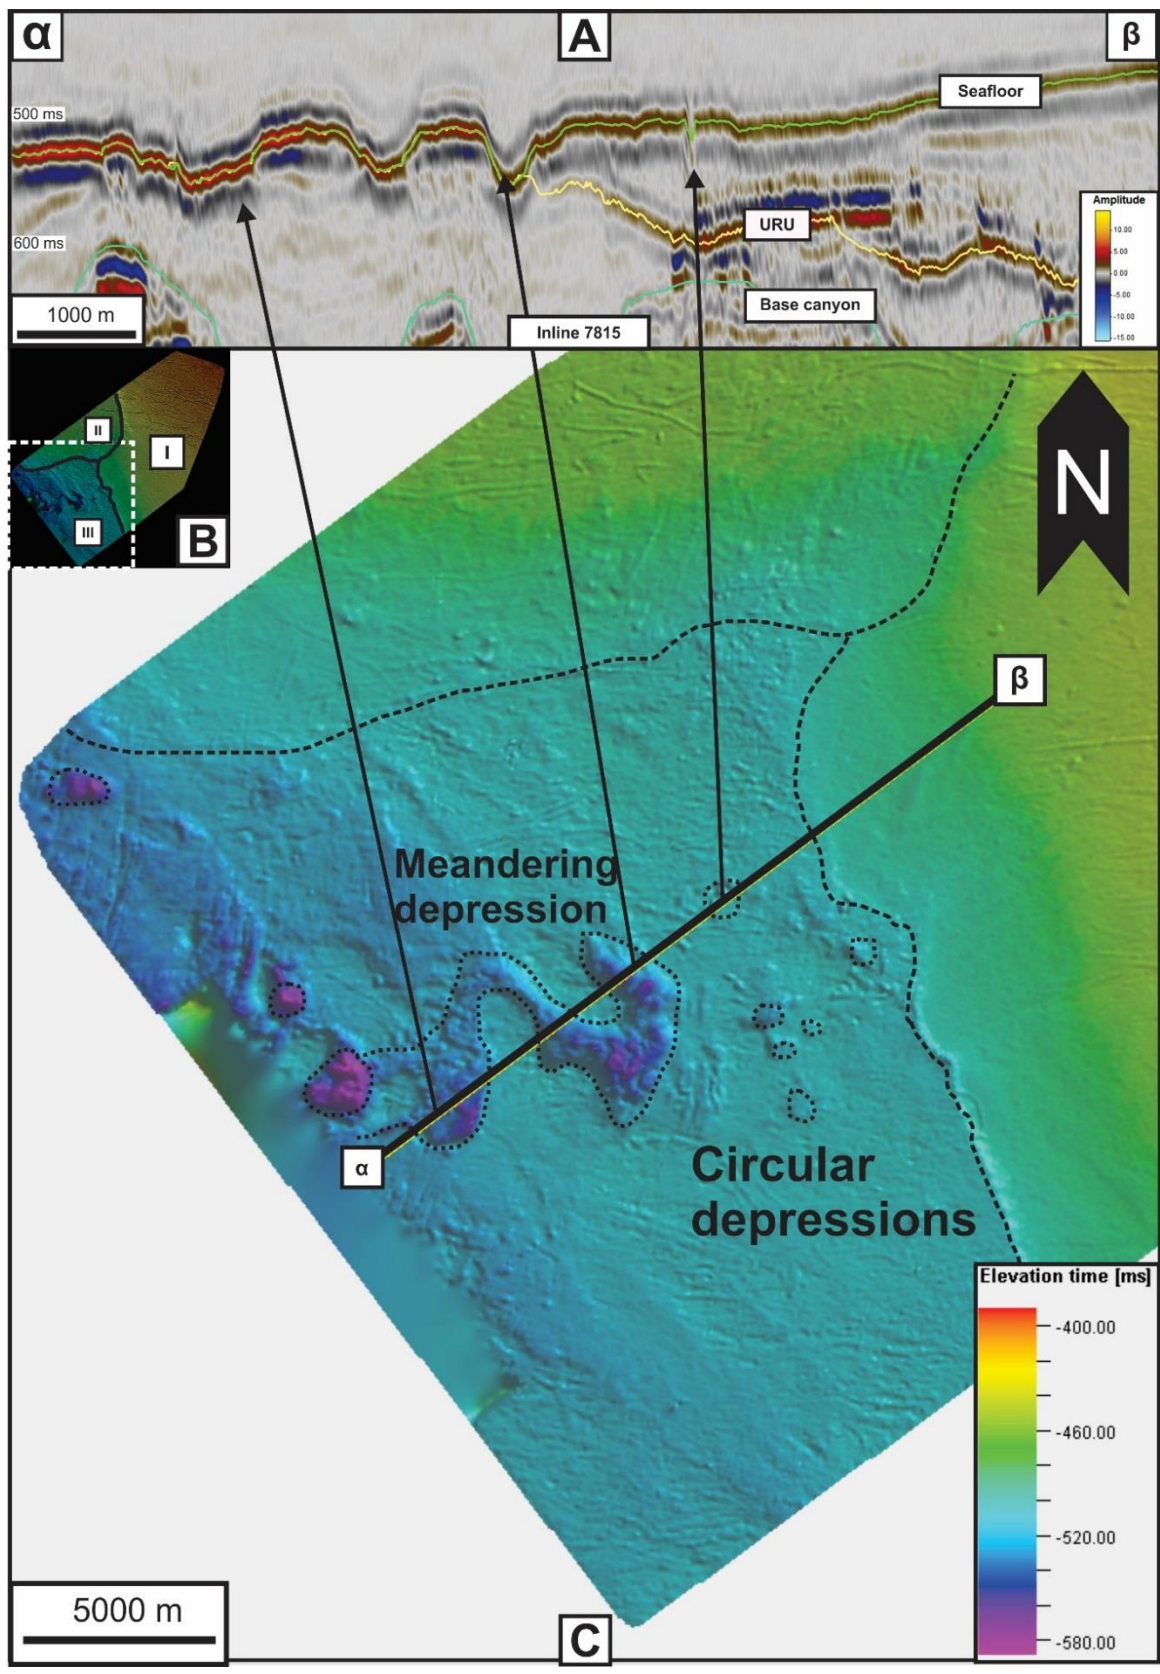 α
A
β
500 ms
Seafloor
Amplitude
10.00
5.00
0.00
-5.00
-10.00
-15.00
600 ms
URU
Base canyon
1000 m
Inline 7815
II
I
III
B
N
β
Meandering
depression
α
Circular
depressions
Elevation time [ms]
-400.00
-460.00
-520.00
-580.00
5000 m
C